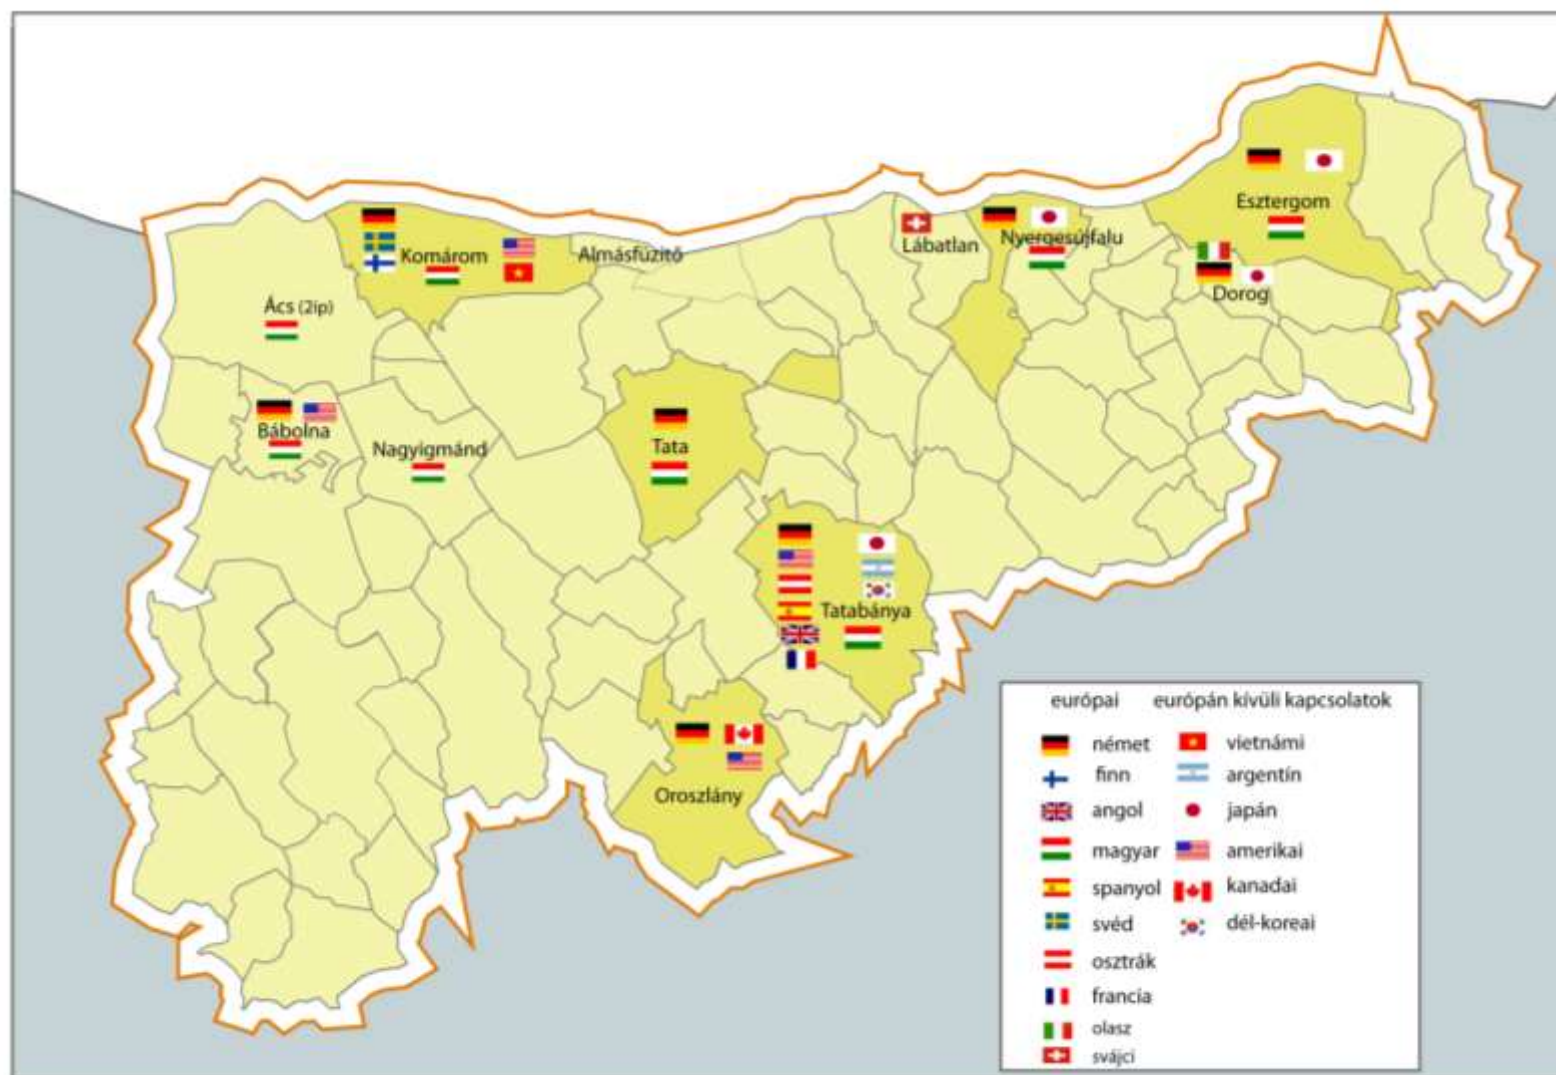 Esztergom
Nyergesújfalu
Lábatlan
Almásfüzitő
Komárom
Dorog
Ács (2ip)
Bábolna
Tata
Nagyigmánd
Tatabánya
Oroszlány
európai európán kívüli kapcsolatok
német vietnámi
finn argentín
angol japán
magyar amerikai
spanyol kanadai
svéd dél-koreai
osztrák
francia
olasz
svájci